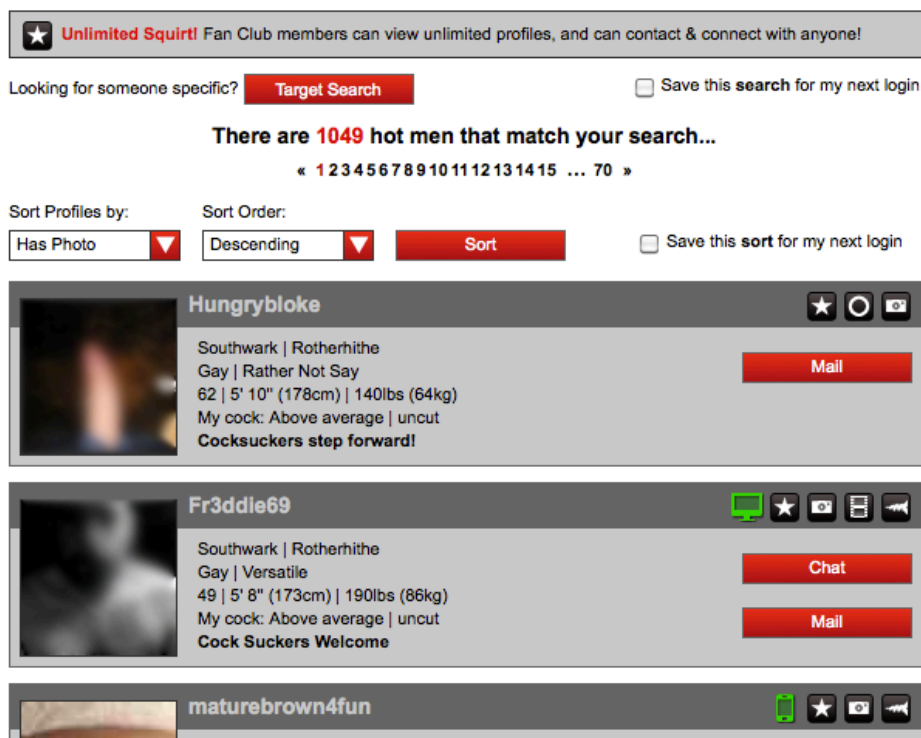 Unlimited Squirt! Fan Club members can view unlimited profiles, and can contact & connect with anyone!
Looking for someone specific? Target Search Save this search for my next login
There are 1049 hot men that match your search...
« 1 2 3 4 5 6 7 8 9 10 11 12 13 14 15 ... 70 »
Sort Profiles by: Sort Order:
Has Photo Descending Sort Save this sort for my next login
Hungrybloke
Southwark | Rotherhithe
Gay | Rather Not Say
Mail
62 | 5' 10" (178cm) | 140lbs (64kg)
My cock: Above average | uncut
Cocksuckers step forward!
Fr3ddie69
Southwark | Rotherhithe
Gay | Versatile
Chat
49 | 5' 8" (173cm) | 190lbs (86kg)
My cock: Above average | uncut
Mail
Cock Suckers Welcome
maturebrown4fun